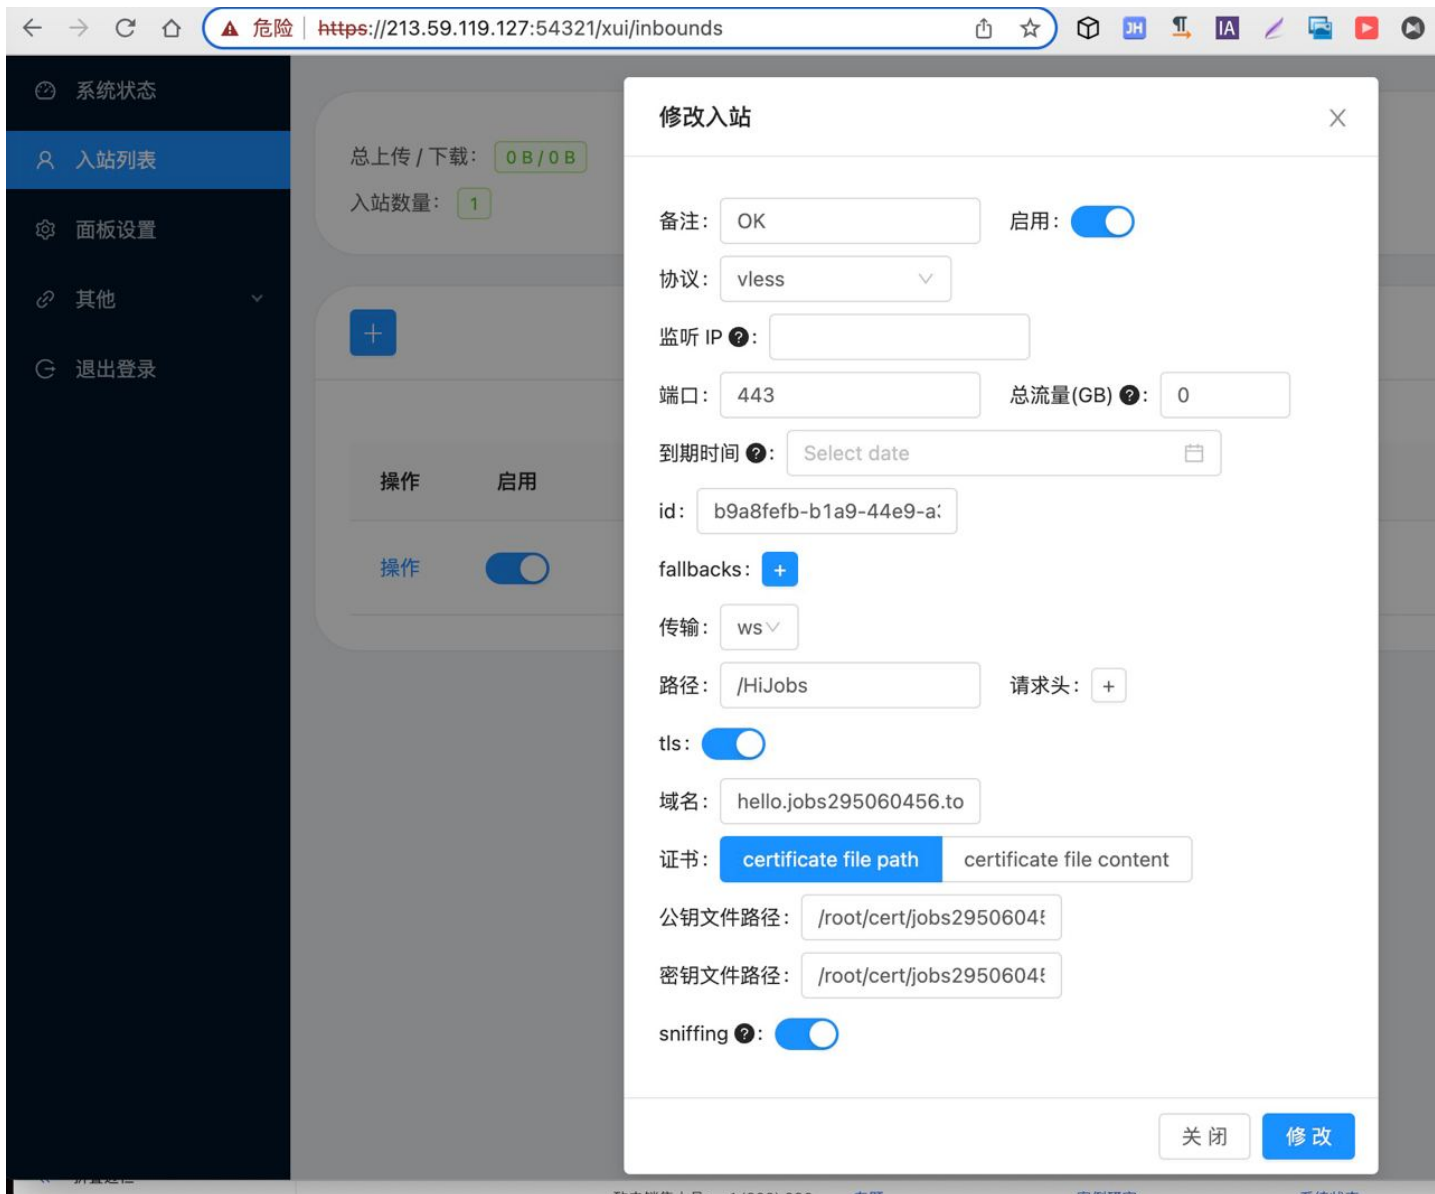 危险 https://213.59.119.127:54321/xui/inbounds
JH IA
系统状态
入站列表
面板设置
其他
退出登录
总上传 / 下载: 0 B / 0 B
入站数量: 1
+
操作 启用
操作
修改入站
备注: OK 启用:
协议: vless
监听 IP ?:
端口: 443 总流量(GB) ?: 0
到期时间 ?: Select date
id: b9a8fefb-b1a9-44e9-a
fallbacks: +
传输: ws
路径: /HiJobs 请求头: +
tls:
域名: hello.jobs295060456.to
证书: certificate file path certificate file content
公钥文件路径: /root/cert/jobs2950604
密钥文件路径: /root/cert/jobs2950604
sniffing ?:
关 闭 修 改